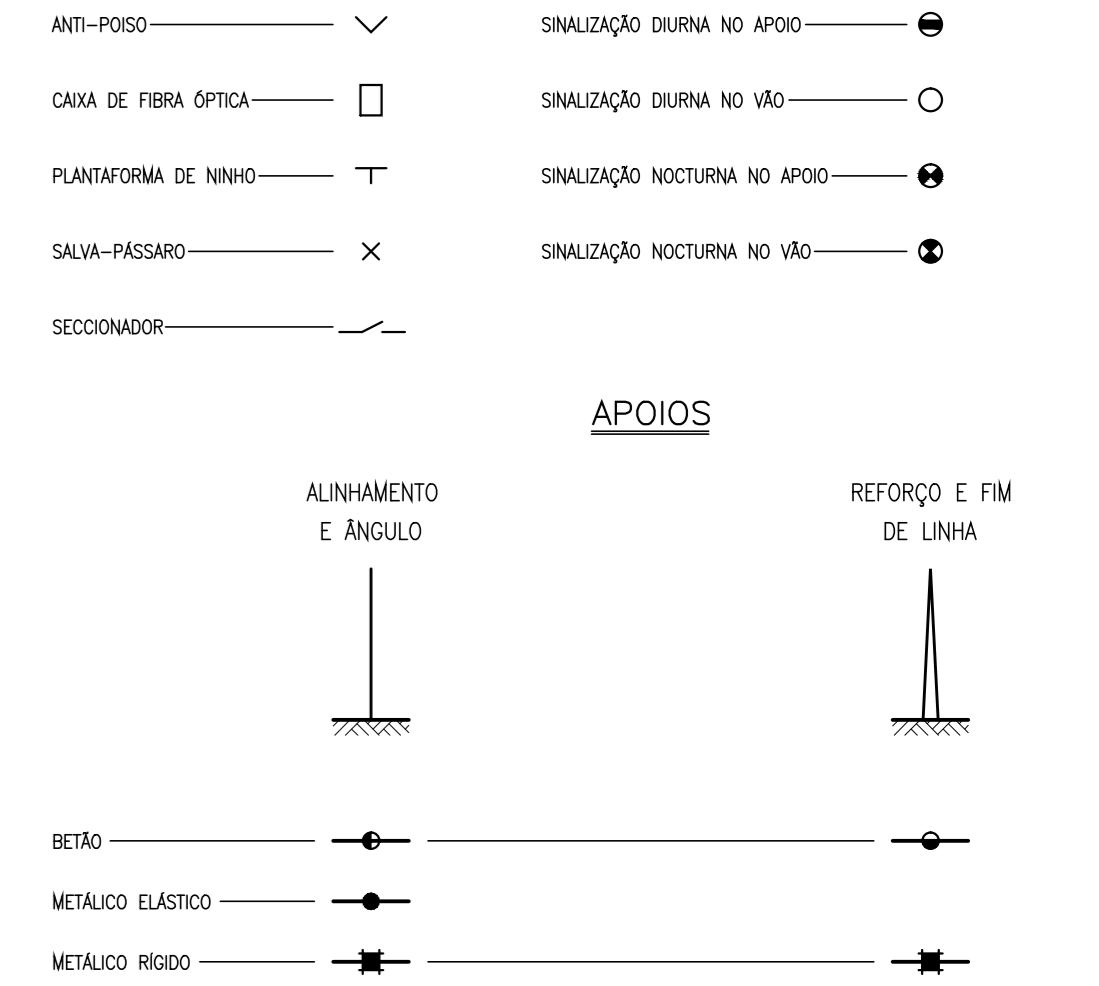 ANTI-POISO
SINALIZAÇÃO DIURNA NO APOIO
CAIXA DE FIBRA ÓPTICA
SINALIZAÇÃO DIURNA NO VÃO
PLANTAFORMA DE NINHO
SINALIZAÇÃO NOCTURNA NO APOIO
SALVA-PÁSSARO
SINALIZAÇÃO NOCTURNA NO VÃO
SECCIONADOR
APOIOS
ALINHAMENTO
E ÂNGULO
REFORÇO E FIM
DE LINHA
BETÃO
METÁLICO ELÁSTICO
METÁLICO RÍGIDO